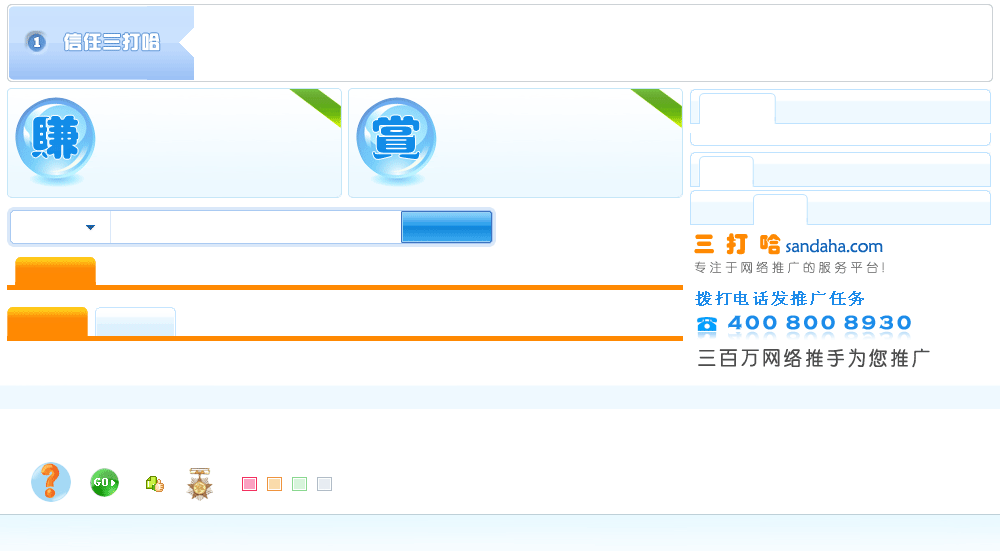 1 信任三打哈
賺
賞
三打哈 sandaha.com
专注于网络推广的服务平台!
拨打电话发推广任务
400 800 8930
三百万网络推手为您推广
? GO